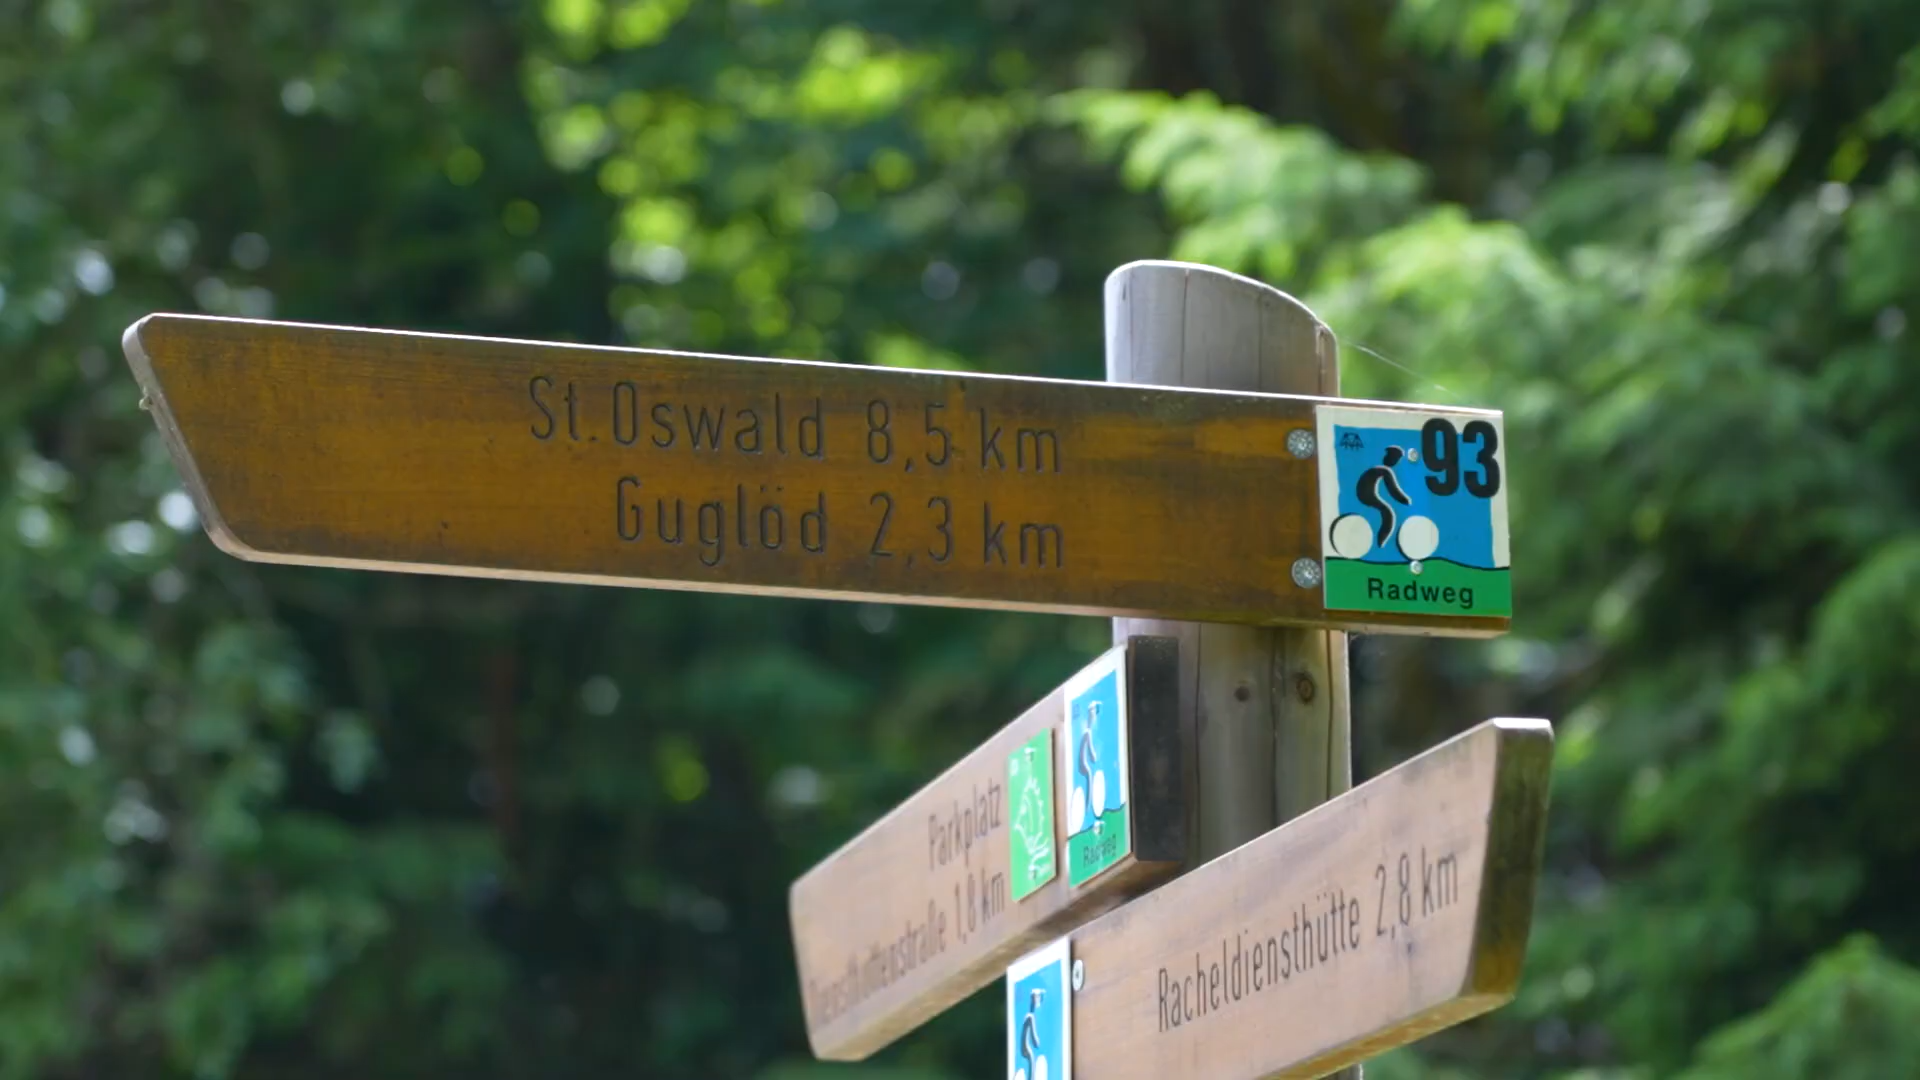 St. Oswald 8,5 km
Guglöd 2,3 km
93
Radweg
Parkplatz
Diensthüttenstraße 1,8 km
Radweg
Racheldiensthütte 2,8 km